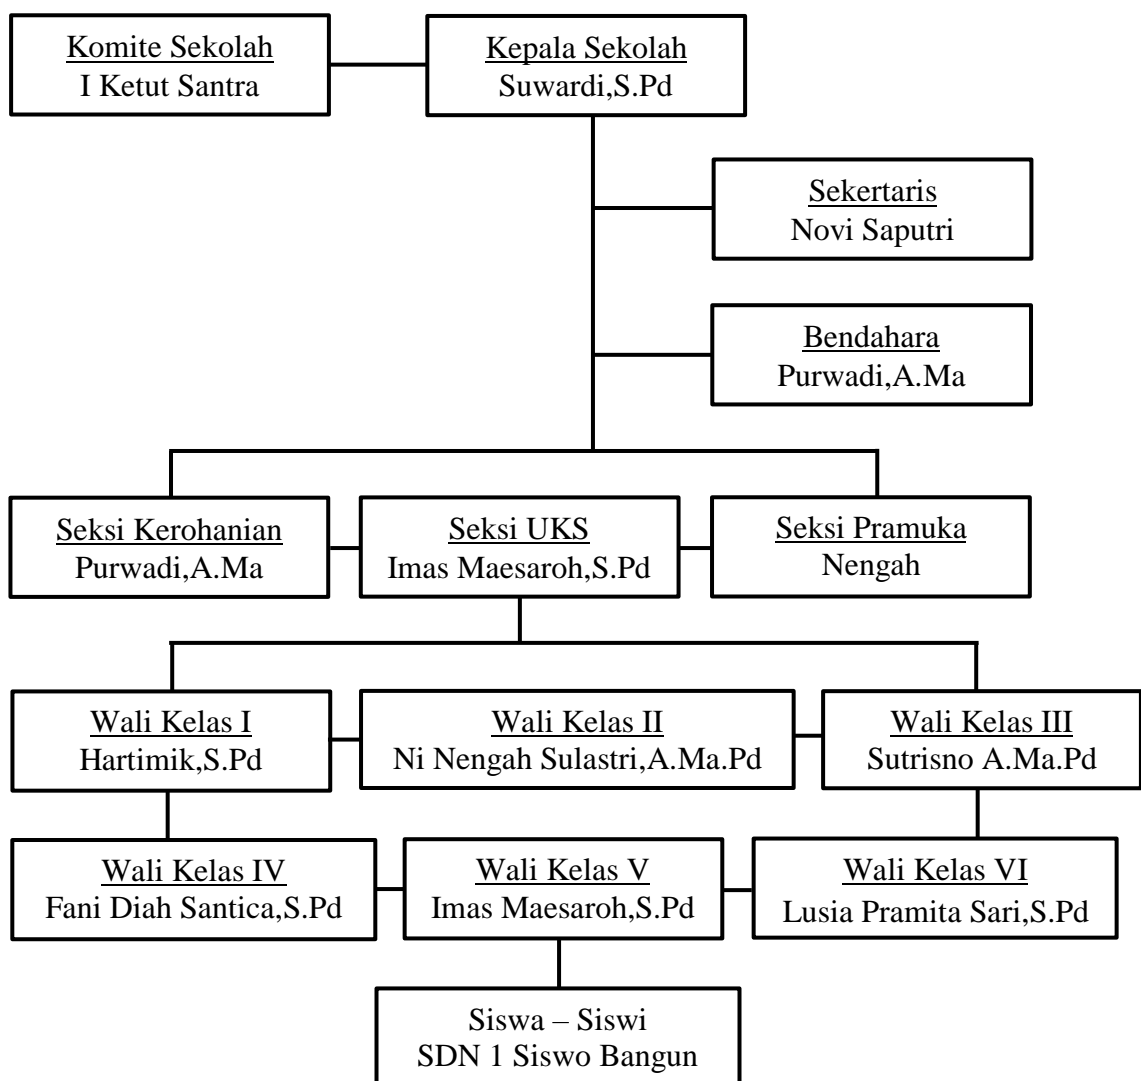 Komite Sekolah
I Ketut Santra
Kepala Sekolah
Suwardi,S.Pd
Sekertaris
Novi Saputri
Bendahara
Purwadi,A.Ma
Seksi Kerohanian
Purwadi,A.Ma
Seksi UKS
Imas Maesaroh,S.Pd
Seksi Pramuka
Nengah
Wali Kelas I
Hartimik,S.Pd
Wali Kelas II
Ni Nengah Sulastri,A.Ma.Pd
Wali Kelas III
Sutrisno A.Ma.Pd
Wali Kelas IV
Fani Diah Santica,S.Pd
Wali Kelas V
Imas Maesaroh,S.Pd
Wali Kelas VI
Lusia Pramita Sari,S.Pd
Siswa – Siswi
SDN 1 Siswo Bangun